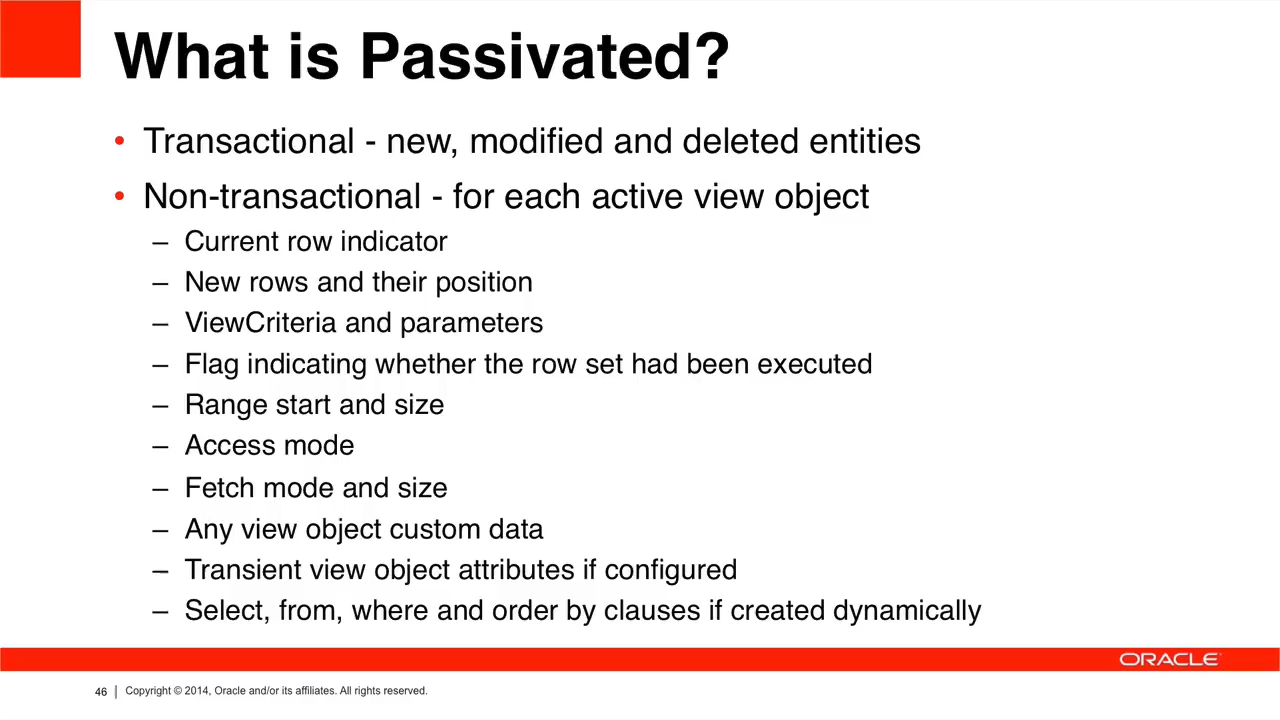 What is Passivated?
• Transactional - new, modified and deleted entities
• Non-transactional - for each active view object
– Current row indicator
– New rows and their position
– ViewCriteria and parameters
– Flag indicating whether the row set had been executed
– Range start and size
– Access mode
– Fetch mode and size
– Any view object custom data
– Transient view object attributes if configured
– Select, from, where and order by clauses if created dynamically
ORACLE
46 | Copyright © 2014, Oracle and/or its affiliates. All rights reserved.